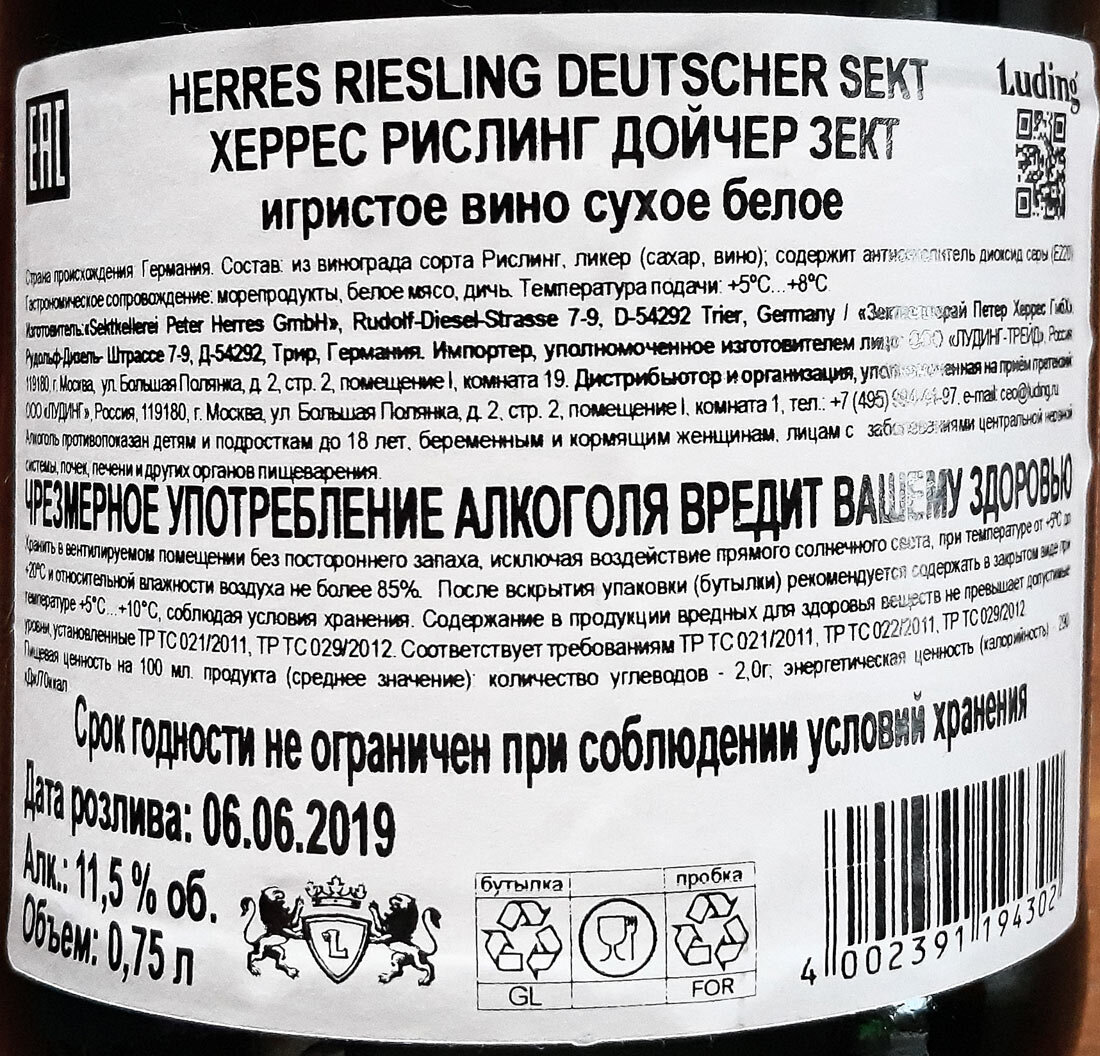 HERRES RIESLING DEUTSCHER SEKT
Luding
ЕАС
ХЕРРЕС РИСЛИНГ ДОЙЧЕР ЗЕКТ
игристое вино сухое белое
Страна происхождения Германия. Состав: из винограда сорта Рислинг, ликер (сахар, вино); содержит антиокислитель диоксид серы (E220)
Гастрономическое сопровождение: морепродукты, белое мясо, дичь. Температура подачи: +5°C...+8°C
Изготовитель:«Sektkellerei Peter Herres GmbH», Rudolf-Diesel-Strasse 7-9, D-54292 Trier, Germany / Петер Херрес ГмбХ»
Рудольф-Дизель- Штрассе 7-9, Д-54292, Трир, Германия. Импортер, уполномоченное изготовителем лицо ООО «ЛУДИНГ-ТРЕЙД», Россия
119180, г. Москва, ул. Большая Полянка, д. 2, стр. 2, помещение I, комната 19. Дистрибьютор и организация, уполномоченная на приём претензий
ООО «ЛУДИНГ», Россия, 119180, г. Москва, ул Большая Полянка, д. 2, стр. 2, помещение I, комната 1, тел.: +7 (495) e-mail: ceo@luding.ru
Алкоголь противопоказан детям и подросткам до 18 лет, беременным и кормящим женщинам, лицам с заболеваниями центральной нервной
системы, почек, печени и других органов пищеварения.
ЧРЕЗМЕРНОЕ УПОТРЕБЛЕНИЕ АЛКОГОЛЯ ВРЕДИТ ВАШЕМУ ЗДОРОВЬЮ
Хранить в вентилируемом помещении без постороннего запаха, исключая воздействие прямого солнечного света, при температуре от +5°C до
+20°C и относительной влажности воздуха не более 85%. После вскрытия упаковки (бутылки) рекомендуется содержать в закрытом виде при
температуре +5°C...+10°C, соблюдая условия хранения. Содержание в продукции вредных для здоровья веществ не превышает допустимые
уровни, установленные ТР ТС 021/2011, ТР ТС 029/2012. Соответствует требованиям ТР ТС 021/2011, ТР ТС 022/2011, ТР ТС 029/2012
Пищевая ценность на 100 мл. продукта (среднее значение): количество углеводов - 2,0г; энергетическая ценность (калорийность) - 290
кДж/70ккал
Срок годности не ограничен при соблюдении условий хранения
Дата розлива: 06.06.2019
Алк.: 11,5 % об.
Объем: 0,75 л
L
бутылка
пробка
GL
FOR
4 002391 194302